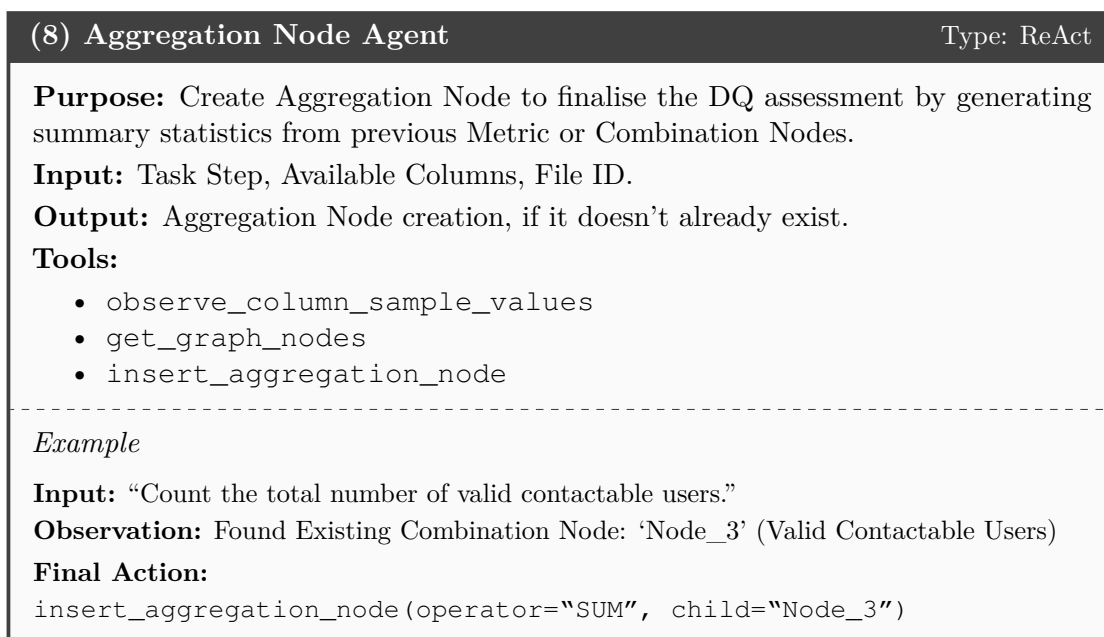 (8) Aggregation Node Agent Type: ReAct
Purpose: Create Aggregation Node to finalise the DQ assessment by generating
summary statistics from previous Metric or Combination Nodes.
Input: Task Step, Available Columns, File ID.
Output: Aggregation Node creation, if it doesn't already exist.
Tools:
• observe_column_sample_values
• get_graph_nodes
• insert_aggregation_node
Example
Input: “Count the total number of valid contactable users.”
Observation: Found Existing Combination Node: ‘Node_3’ (Valid Contactable Users)
Final Action:
insert_aggregation_node(operator=“SUM”, child=“Node_3”)